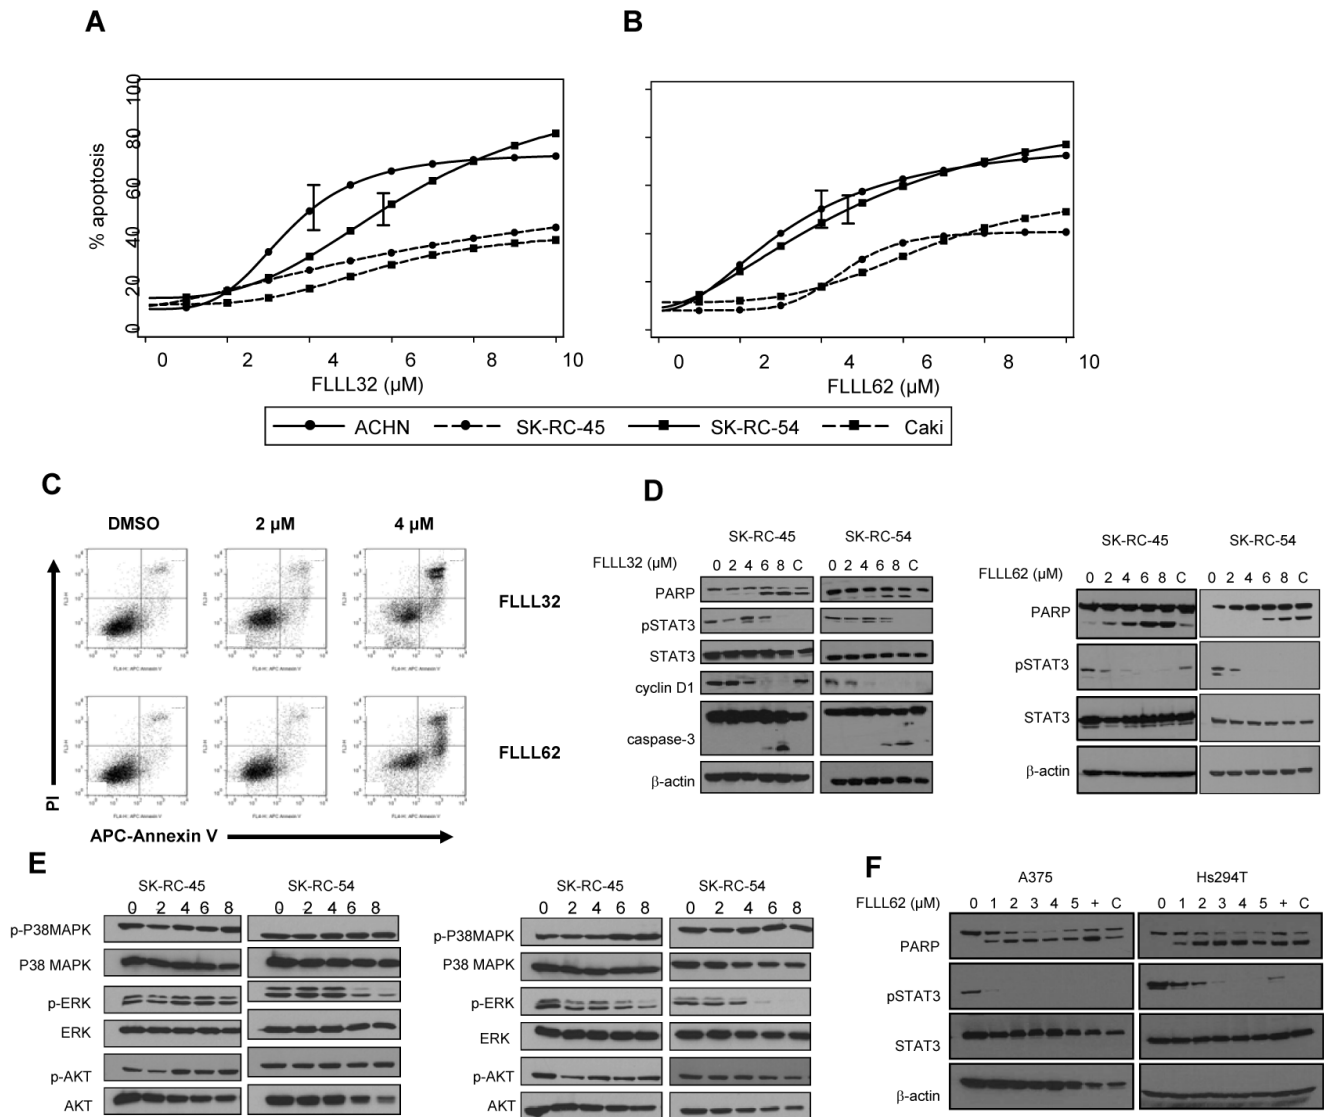 A
B
% apoptosis
0 20 40 60 80 100
0 2 4 6 8 10
FLLL32 (µM)
0 2 4 6 8 10
FLLL62 (µM)
ACHN SK-RC-45 SK-RC-54 Caki
C
DMSO 2 µM 4 µM
FLLL32
FLLL62
PI
APC-Annexin V
D
SK-RC-45 SK-RC-54
FLLL32 (µM) 0 2 4 6 8 C 0 2 4 6 8 C
PARP
pSTAT3
STAT3
cyclin D1
caspase-3
β-actin
SK-RC-45 SK-RC-54
FLLL62 (µM) 0 2 4 6 8 C 0 2 4 6 8 C
PARP
pSTAT3
STAT3
β-actin
E
SK-RC-45 SK-RC-54
0 2 4 6 8 0 2 4 6 8
p-P38MAPK
P38 MAPK
p-ERK
ERK
p-AKT
AKT
SK-RC-45 SK-RC-54
0 2 4 6 8 0 2 4 6 8
p-P38MAPK
P38 MAPK
p-ERK
ERK
p-AKT
AKT
F
A375 Hs294T
FLLL62 (µM) 0 1 2 3 4 5 + C 0 1 2 3 4 5 + C
PARP
pSTAT3
STAT3
β-actin